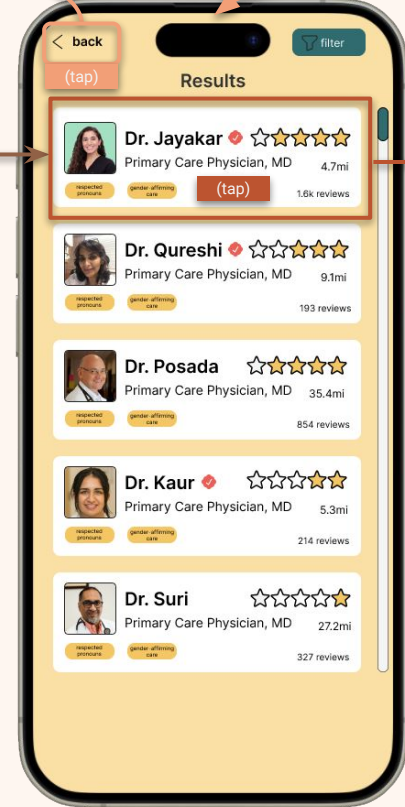 < back
filter
(tap)
Results
Dr. Jayakar
Primary Care Physician, MD
4.7mi
(tap)
respected pronouns
gender-affirming care
1.6k reviews
Dr. Qureshi
Primary Care Physician, MD
9.1mi
respected pronouns
gender-affirming care
193 reviews
Dr. Posada
Primary Care Physician, MD
35.4mi
respected pronouns
gender-affirming care
854 reviews
Dr. Kaur
Primary Care Physician, MD
5.3mi
respected pronouns
gender-affirming care
214 reviews
Dr. Suri
Primary Care Physician, MD
27.2mi
respected pronouns
gender-affirming care
327 reviews